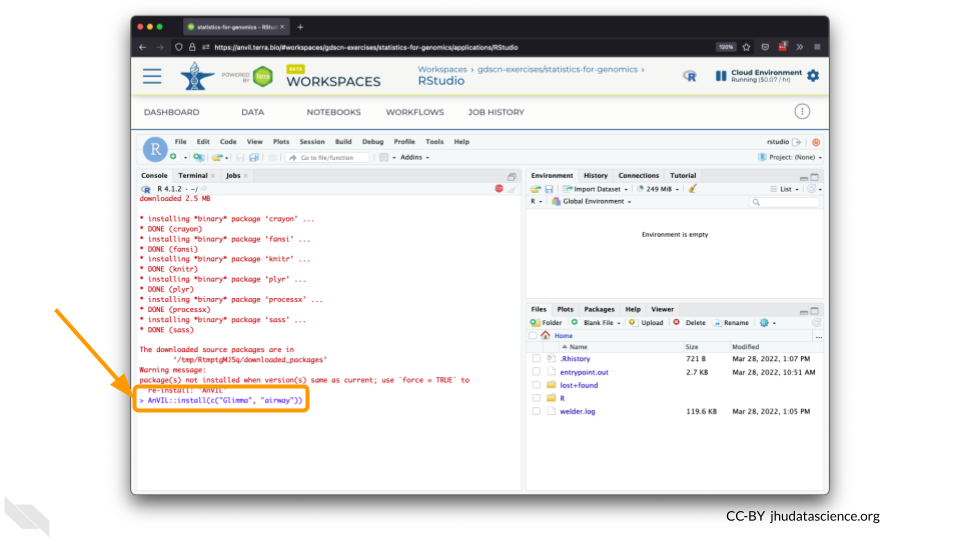 statistics-for-genomics - RStudi
https://anvil.terra.bio/#workspaces/gdscn-exercises/statistics-for-genomics/applications/RStudio
120%
POWERED BY
Terra
BETA
WORKSPACES
Workspaces › gdscn-exercises/statistics-for-genomics ›
RStudio
Cloud Environment
Running ($0.07 / hr)
DASHBOARD DATA NOTEBOOKS WORKFLOWS JOB HISTORY
File Edit Code View Plots Session Build Debug Profile Tools Help
rstudio
Go to file/function
Addins
Project: (None)
Console Terminal Jobs
R 4.1.2 · ~/
downloaded 2.5 MB
* installing *binary* package 'crayon' ...
* DONE (crayon)
* installing *binary* package 'fansi' ...
* DONE (fansi)
* installing *binary* package 'knitr' ...
* DONE (knitr)
* installing *binary* package 'plyr' ...
* DONE (plyr)
* installing *binary* package 'processx' ...
* DONE (processx)
* installing *binary* package 'sass' ...
* DONE (sass)
The downloaded source packages are in
'/tmp/RtmptgMJ5q/downloaded_packages'
Warning message:
package(s) not installed when version(s) same as current; use `force = TRUE` to
re-install: 'AnVIL'
> AnVIL::install(c("Glimma", "airway"))
Environment History Connections Tutorial
Import Dataset
249 MiB
List
R
Global Environment
Environment is empty
Files Plots Packages Help Viewer
Folder Blank File Upload Delete Rename
Home
...
Name Size Modified
.Rhistory 721 B Mar 28, 2022, 1:07 PM
entrypoint.out 2.7 KB Mar 28, 2022, 10:51 AM
lost+found
R
welder.log 119.6 KB Mar 28, 2022, 1:05 PM
CC-BY jhudatascience.org